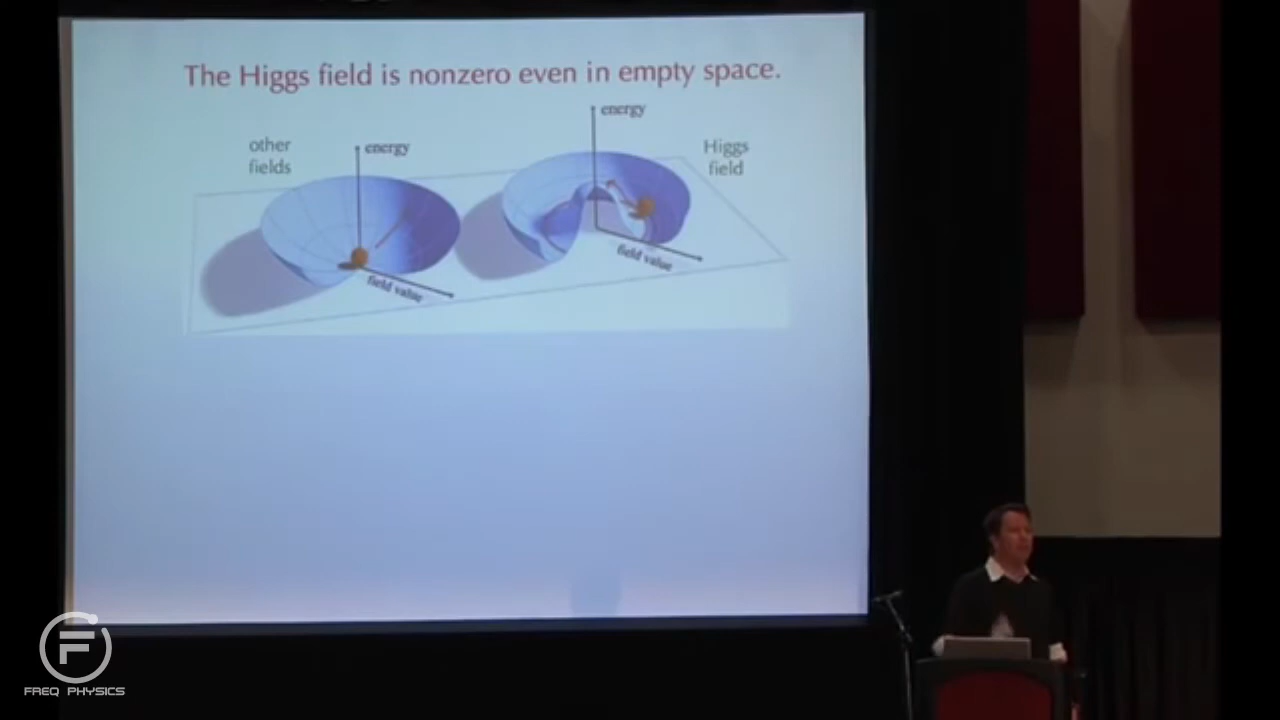 The Higgs field is nonzero even in empty space.
other
fields
energy
field value
energy
Higgs
field
field value
F
FREQ PHYSICS